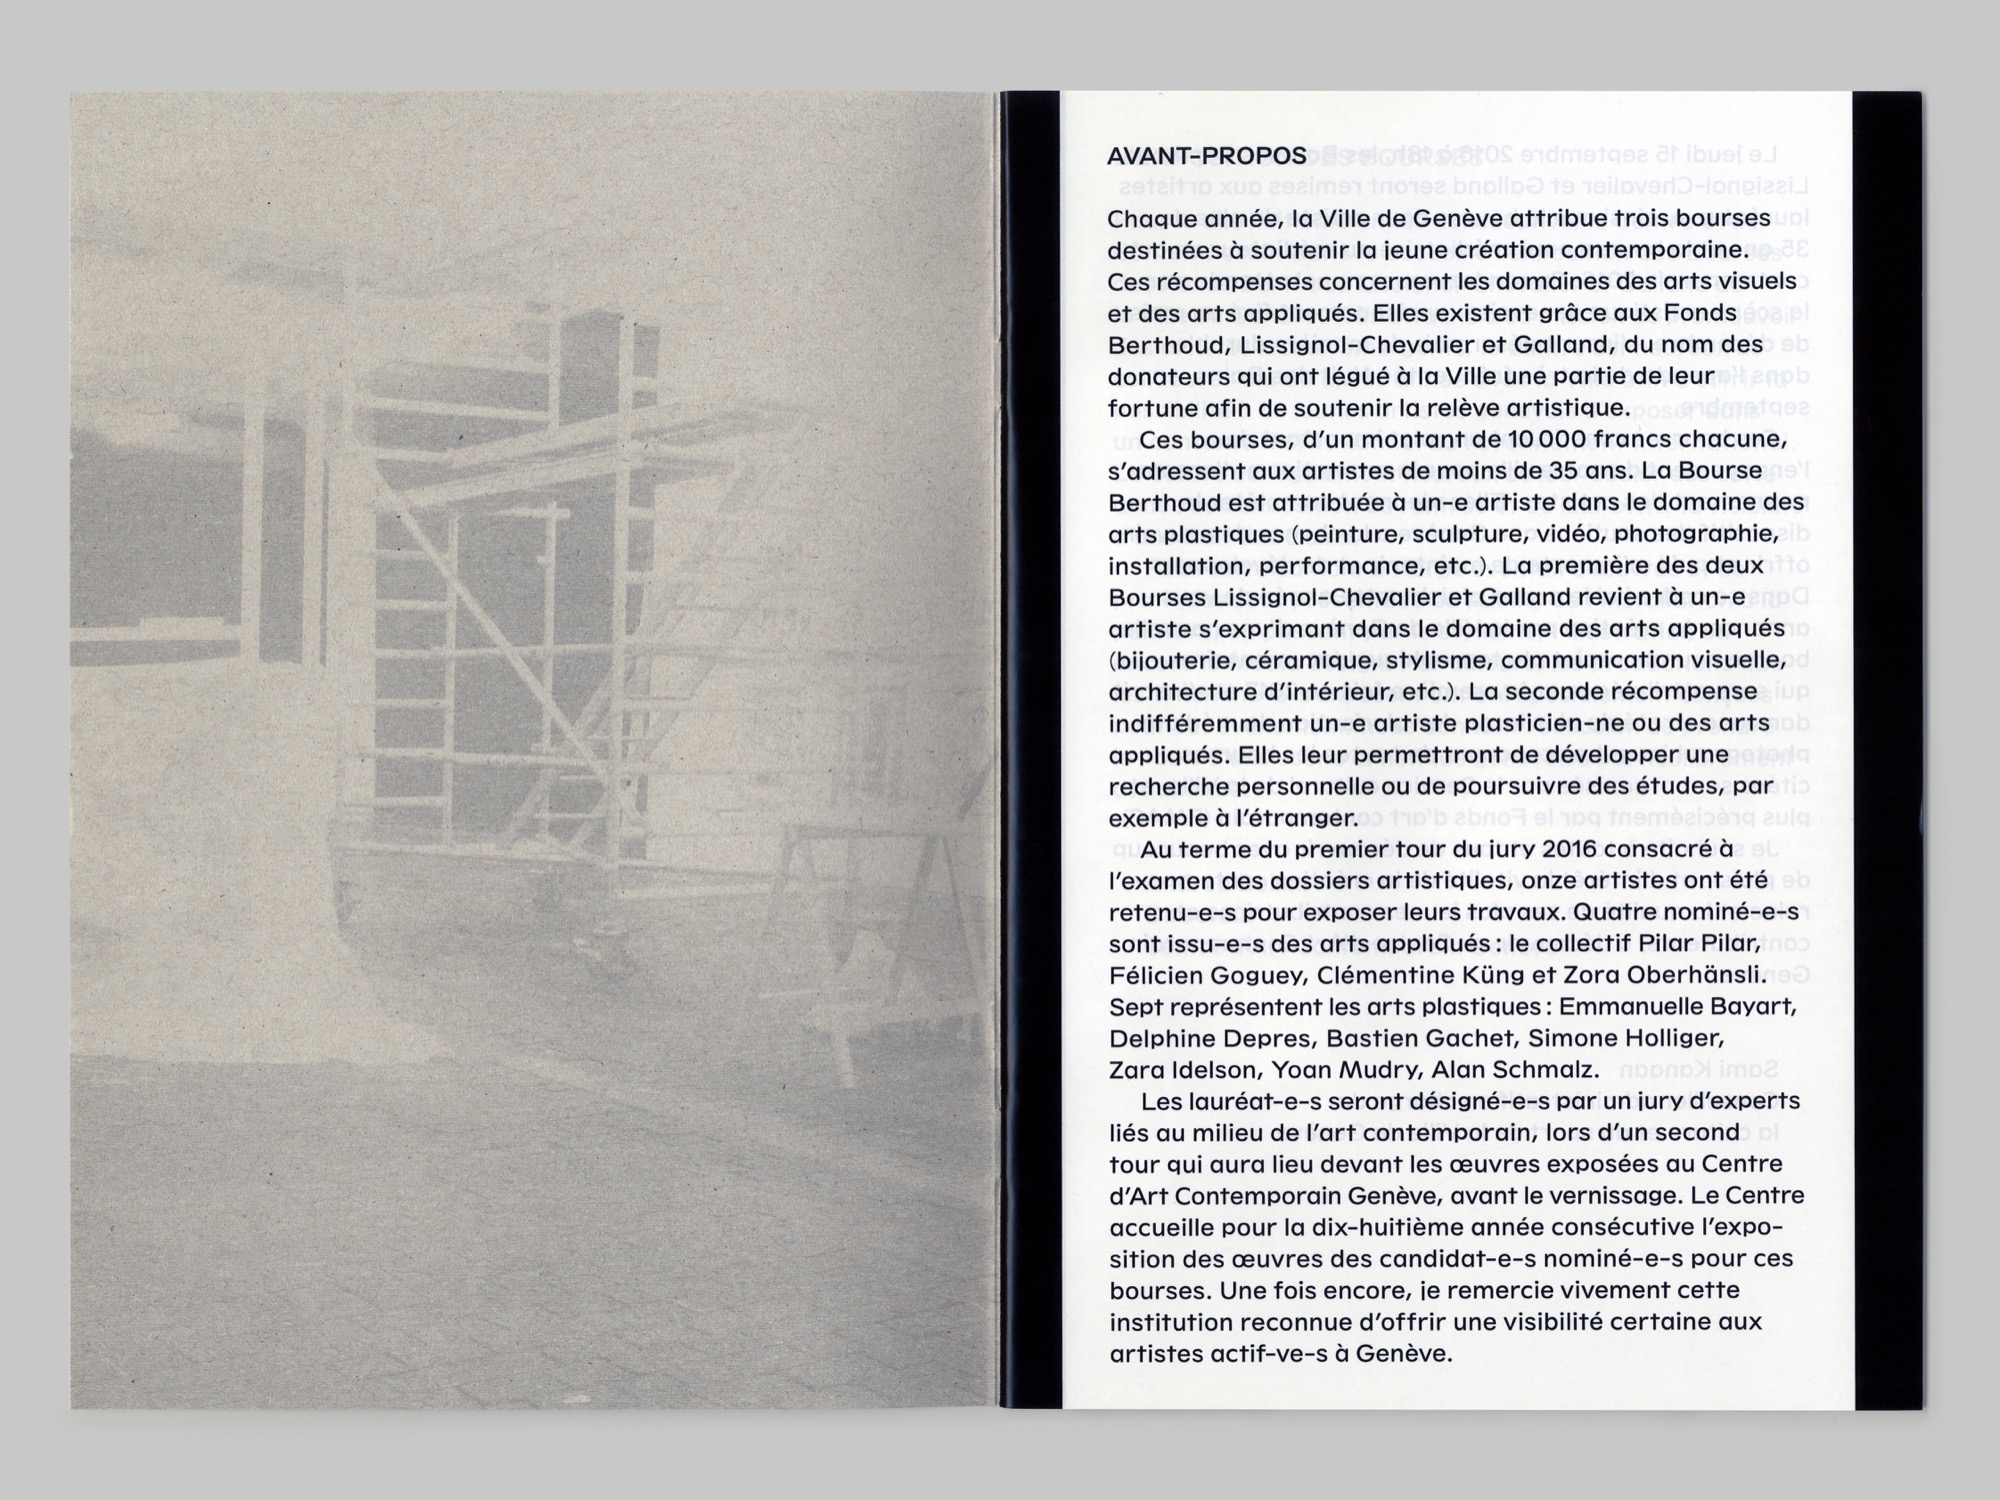 AVANT-PROPOS
Chaque année, la Ville de Genève attribue trois bourses
destinées à soutenir la jeune création contemporaine.
Ces récompenses concernent les domaines des arts visuels
et des arts appliqués. Elles existent grâce aux Fonds
Berthoud, Lissignol-Chevalier et Galland, du nom des
donateurs qui ont légué à la Ville une partie de leur
fortune afin de soutenir la relève artistique.
Ces bourses, d’un montant de 10 000 francs chacune,
s’adressent aux artistes de moins de 35 ans. La Bourse
Berthoud est attribuée à un-e artiste dans le domaine des
arts plastiques (peinture, sculpture, vidéo, photographie,
installation, performance, etc.). La première des deux
Bourses Lissignol-Chevalier et Galland revient à un-e
artiste s’exprimant dans le domaine des arts appliqués
(bijouterie, céramique, stylisme, communication visuelle,
architecture d’intérieur, etc.). La seconde récompense
indifféremment un-e artiste plasticien-ne ou des arts
appliqués. Elles leur permettront de développer une
recherche personnelle ou de poursuivre des études, par
exemple à l’étranger.
Au terme du premier tour du jury 2016 consacré à
l’examen des dossiers artistiques, onze artistes ont été
retenu-e-s pour exposer leurs travaux. Quatre nominé-e-s
sont issu-e-s des arts appliqués : le collectif Pilar Pilar,
Félicien Goguey, Clémentine Küng et Zora Oberhänsli.
Sept représentent les arts plastiques : Emmanuelle Bayart,
Delphine Depres, Bastien Gachet, Simone Holliger,
Zara Idelson, Yoan Mudry, Alan Schmalz.
Les lauréat-e-s seront désigné-e-s par un jury d’experts
liés au milieu de l’art contemporain, lors d’un second
tour qui aura lieu devant les œuvres exposées au Centre
d’Art Contemporain Genève, avant le vernissage. Le Centre
accueille pour la dix-huitième année consécutive l’expo-
sition des œuvres des candidat-e-s nominé-e-s pour ces
bourses. Une fois encore, je remercie vivement cette
institution reconnue d’offrir une visibilité certaine aux
artistes actif-ve-s à Genève.